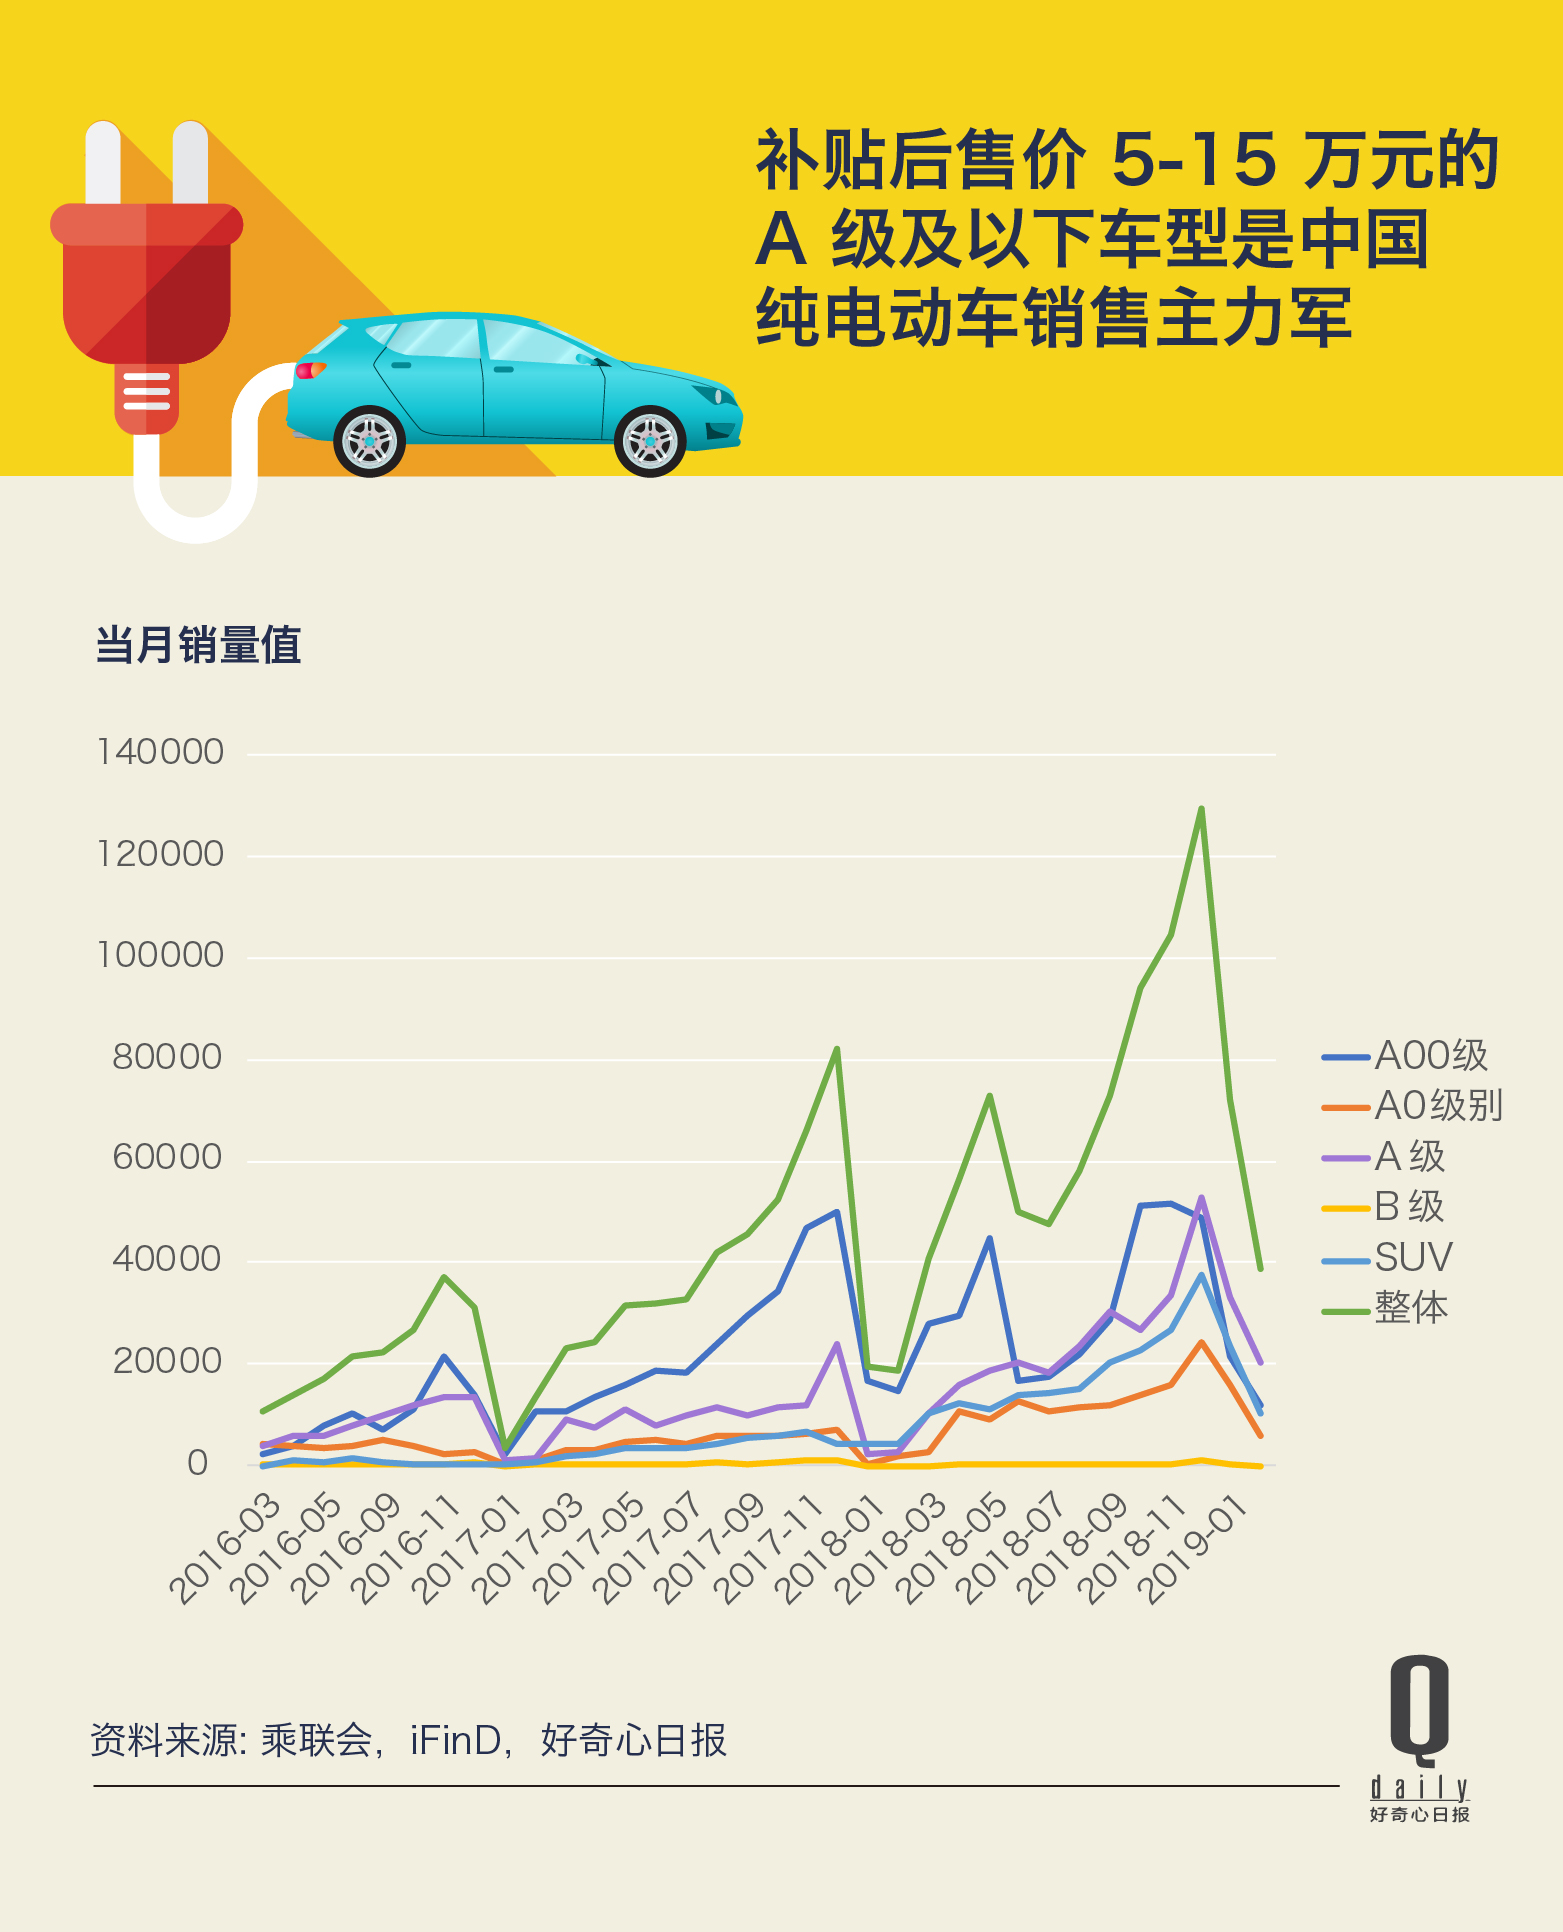 补贴后售价 5-15 万元的
A 级及以下车型是中国
纯电动车销售主力军
当月销量值
140000
120000
100000
80000
60000
40000
20000
0
A00级
A0级别
A 级
B 级
SUV
整体
2016-03
2016-05
2016-09
2016-11
2017-01
2017-03
2017-05
2017-07
2017-09
2017-11
2018-01
2018-03
2018-05
2018-07
2018-09
2018-11
2019-01
资料来源: 乘联会，iFinD，好奇心日报
Q
daily
好奇心日报